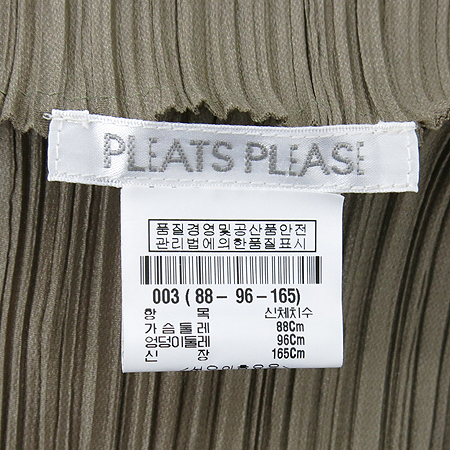 PLEATS PLEASE
품질경영및공산품안전
관리법에의한품질표시
003 ( 88 - 96 - 165)
항 목 신체치수
가 슴 둘 레 88Cm
엉덩이둘레 96Cm
신 장 165Cm